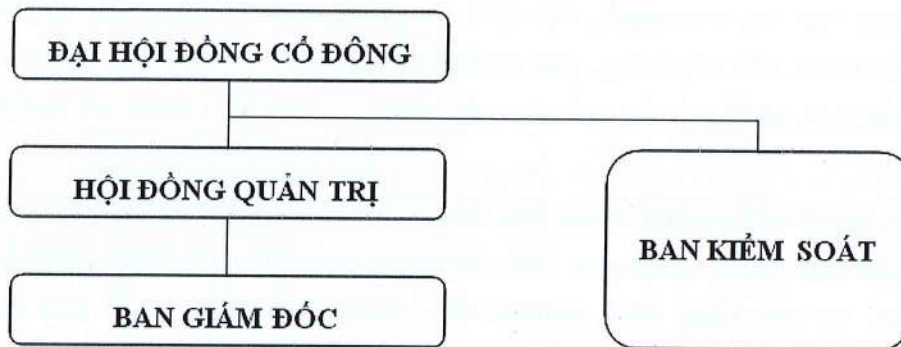 ĐẠI HỘI ĐỒNG CỔ ĐÔNG
HỘI ĐỒNG QUẢN TRỊ
BAN KIỂM SOÁT
BAN GIÁM ĐỐC